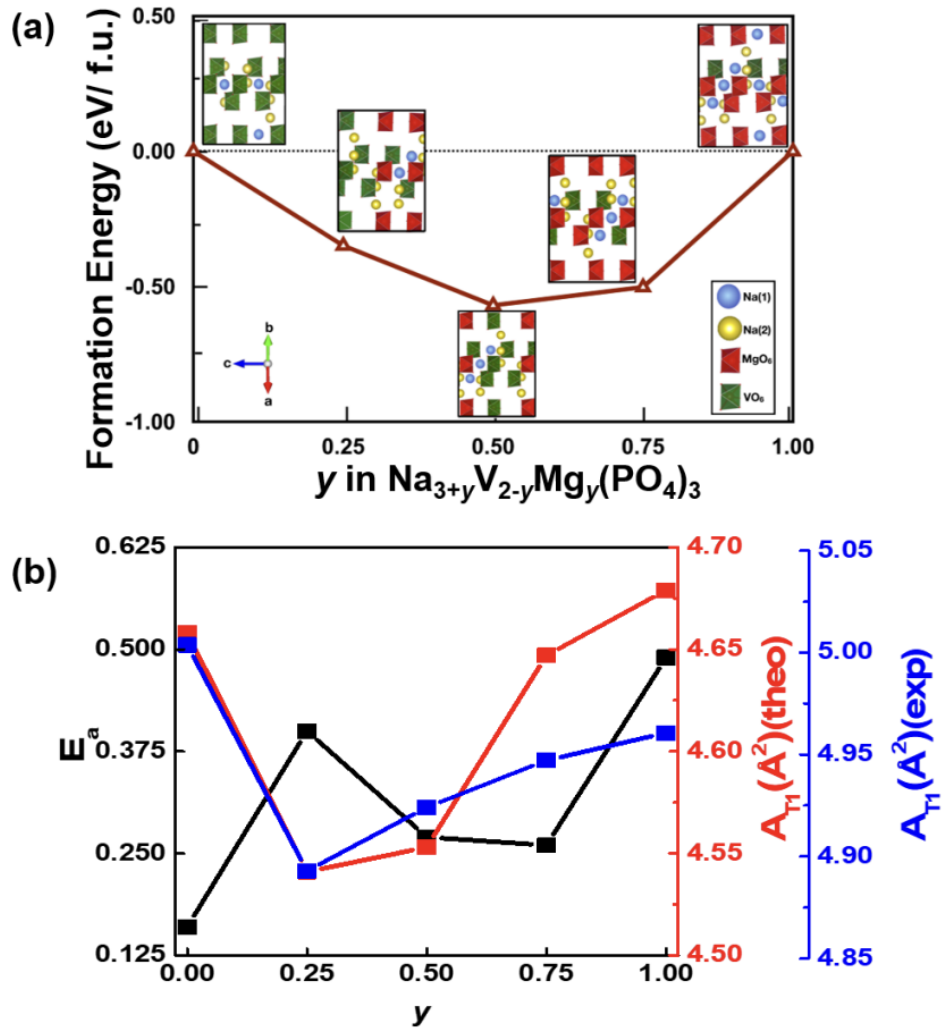 (a)
Formation Energy (eV/ f.u.)
0.50
0.00
-0.50
-1.00
b
c
a
Na(1)
Na(2)
MgO₆
VO₆
0 0.25 0.50 0.75 1.00
y in Na₃₊yV₂₋yMgy(PO₄)₃
(b)
Eₐ
0.625
0.500
0.375
0.250
0.125
4.70
4.65
4.60
4.55
4.50
A_T1(Å²)(theo)
5.05
5.00
4.95
4.90
4.85
A_T1(Å²)(exp)
0.00 0.25 0.50 0.75 1.00
y